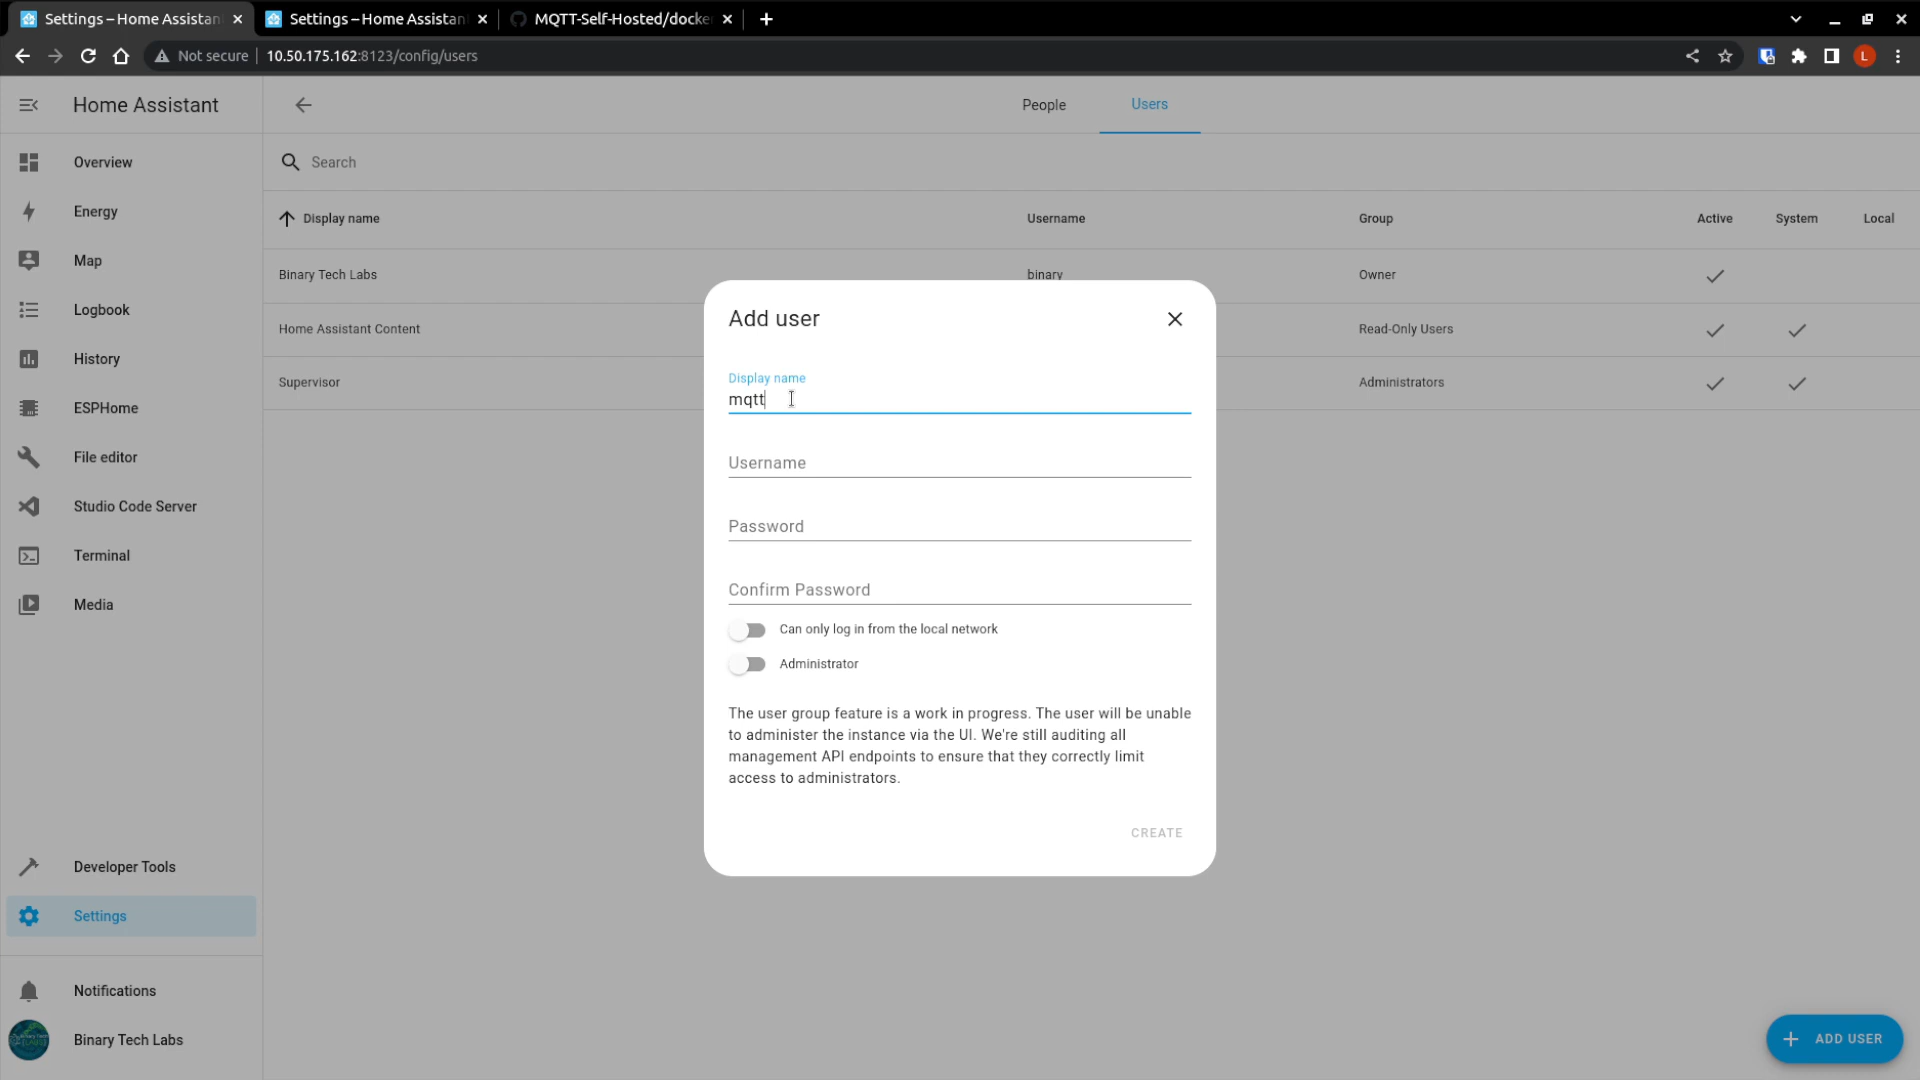 Settings – Home Assistan
Settings – Home Assistan
MQTT-Self-Hosted/docke
Not secure
10.50.175.162:8123/config/users
L
Home Assistant
People
Users
Overview
Energy
Map
Logbook
History
ESPHome
File editor
Studio Code Server
Terminal
Media
Developer Tools
Settings
Notifications
Binary Tech Labs
Search
Display name
Username
Group
Active
System
Local
Binary Tech Labs
binary
Owner
Home Assistant Content
Read-Only Users
Supervisor
Administrators
Add user
Display name
mqtt
Username
Password
Confirm Password
Can only log in from the local network
Administrator
The user group feature is a work in progress. The user will be unable
to administer the instance via the UI. We're still auditing all
management API endpoints to ensure that they correctly limit
access to administrators.
CREATE
ADD USER